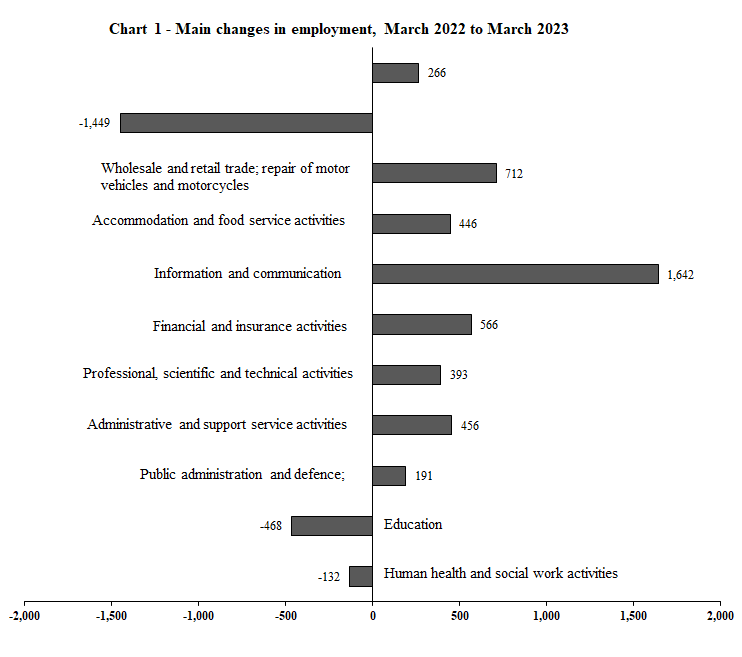 Chart 1 - Main changes in employment, March 2022 to March 2023
266
-1,449
Wholesale and retail trade; repair of motor
vehicles and motorcycles
712
Accommodation and food service activities
446
Information and communication
1,642
Financial and insurance activities
566
Professional, scientific and technical activities
393
Administrative and support service activities
456
Public administration and defence;
191
-468
Education
-132
Human health and social work activities
-2,000 -1,500 -1,000 -500 0 500 1,000 1,500 2,000